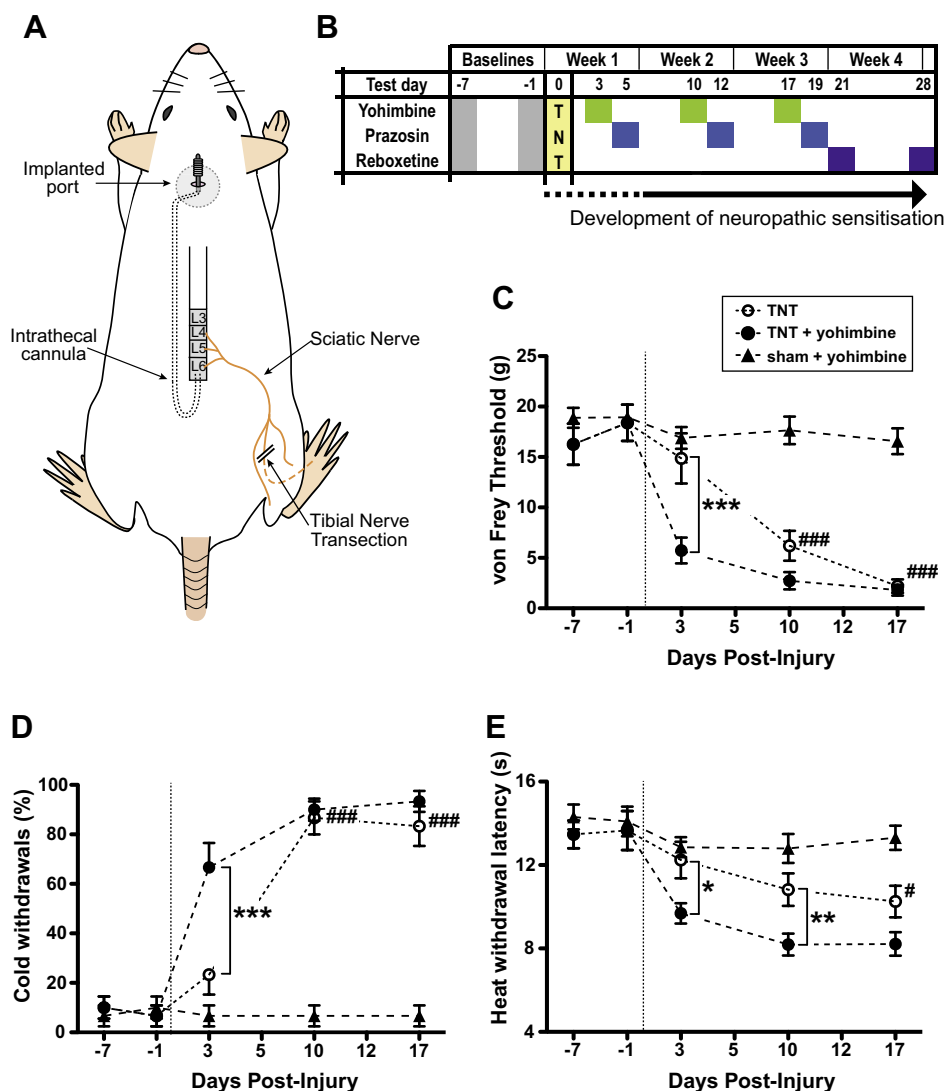 A
Implanted
port
L3
L4
L5
L6
Intrathecal
cannula
Sciatic Nerve
Tibial Nerve
Transection
B
Baselines Week 1 Week 2 Week 3 Week 4
Test day -7 -1 0 3 5 10 12 17 19 21 28
Yohimbine T
Prazosin N
Reboxetine T
Development of neuropathic sensitisation
C
TNT
TNT + yohimbine
sham + yohimbine
von Frey Threshold (g)
25
20
15
10
5
0
***
###
###
-7 -1 3 5 10 12 17
Days Post-Injury
D
Cold withdrawals (%)
100
80
60
40
20
0
***
###
###
-7 -1 3 5 10 12 17
Days Post-Injury
E
Heat withdrawal latency (s)
16
12
8
4
*
**
#
-7 -1 3 5 10 12 17
Days Post-Injury